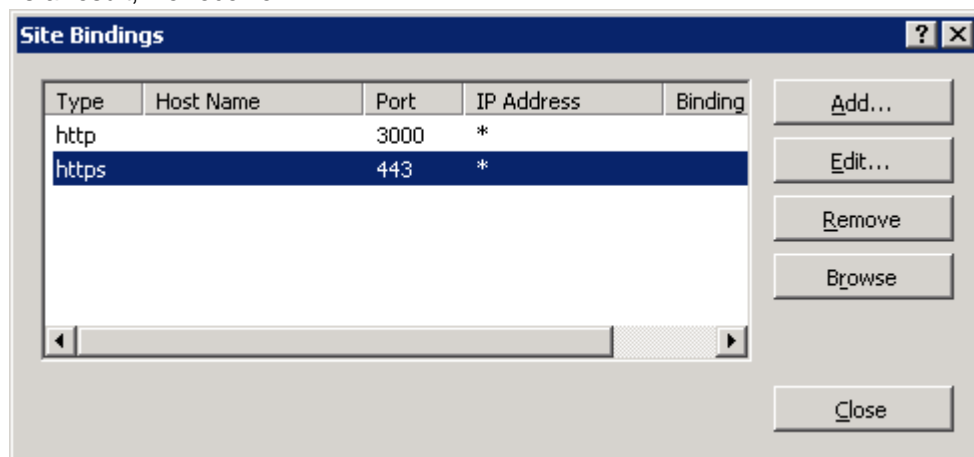 Site Bindings
Type Host Name Port IP Address Binding
http 3000 *
https 443 *
Add...
Edit...
Remove
Browse
Close